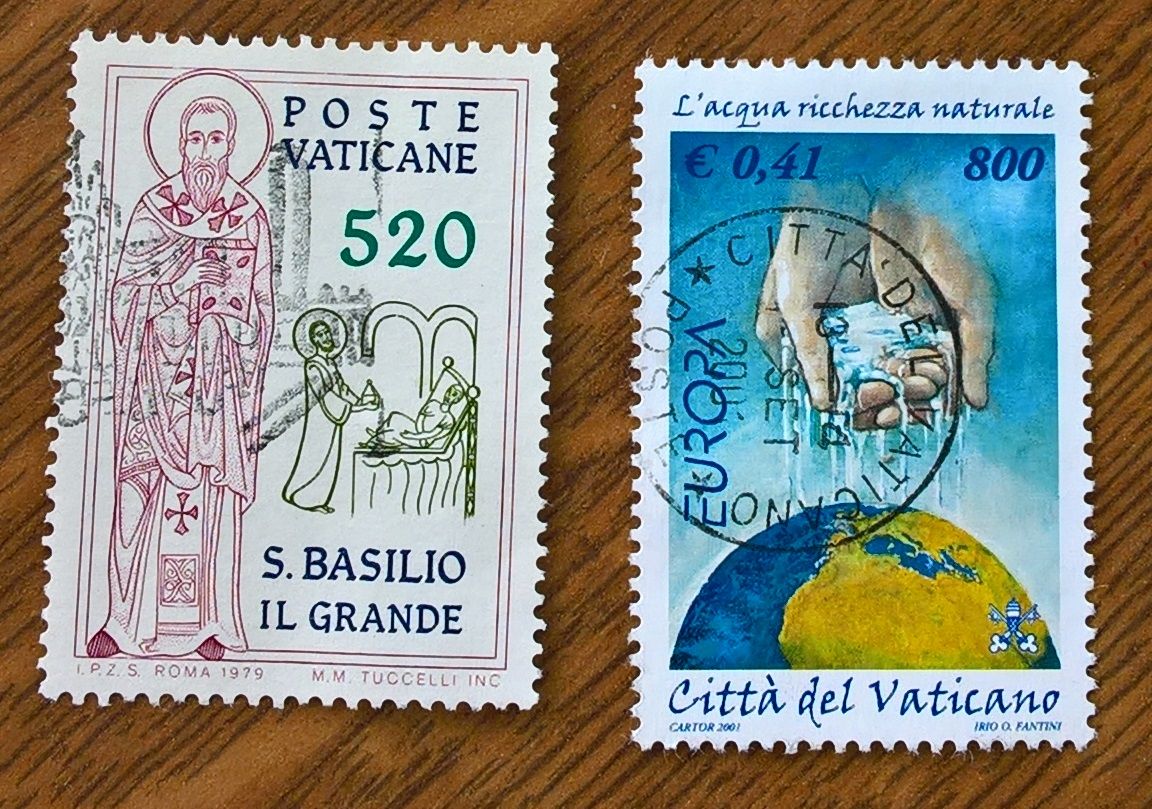 POSTE
VATICANE
520
S. BASILIO
IL GRANDE
I.P.Z.S. ROMA 1979 M.M. TUCCELLI INC
L'acqua ricchezza naturale
€ 0,41 800
EUROPA
CITTA' DEL VATICANO
POSTE
SET
Città del Vaticano
CARTOR 2001 IRIO O. FANTINI